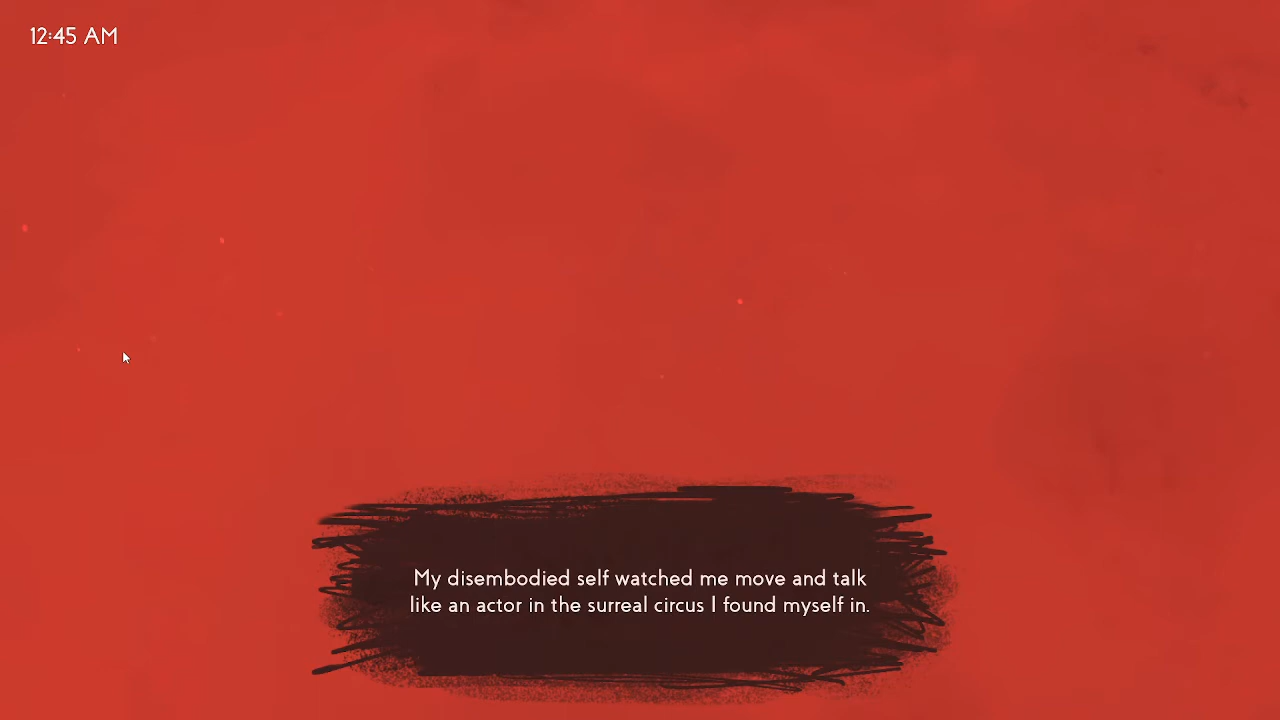 12:45 AM
My disembodied self watched me move and talk
like an actor in the surreal circus I found myself in.